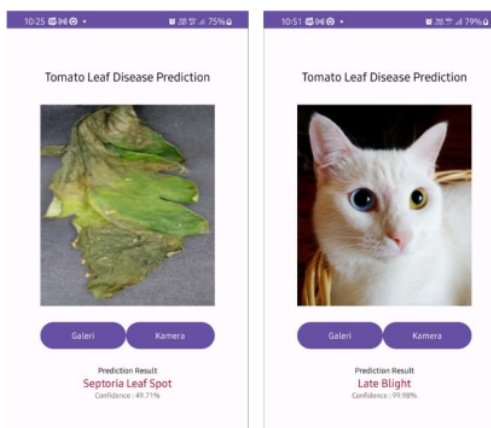 10:25
75%
Tomato Leaf Disease Prediction
Galeri Kamera
Prediction Result
Septoria Leaf Spot
Confidence : 49.71%
10:51
79%
Tomato Leaf Disease Prediction
Galeri Kamera
Prediction Result
Late Blight
Confidence : 99.98%